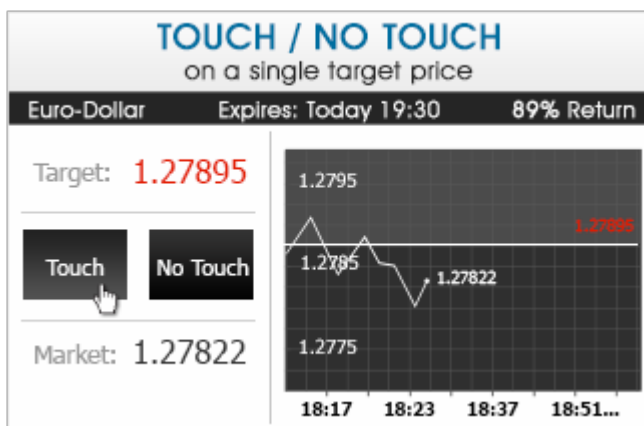 TOUCH / NO TOUCH
on a single target price
Euro-Dollar Expires: Today 19:30 89% Return
Target: 1.27895
Touch No Touch
Market: 1.27822
1.2795
1.27895
1.2785
1.27822
1.2775
18:17 18:23 18:37 18:51...